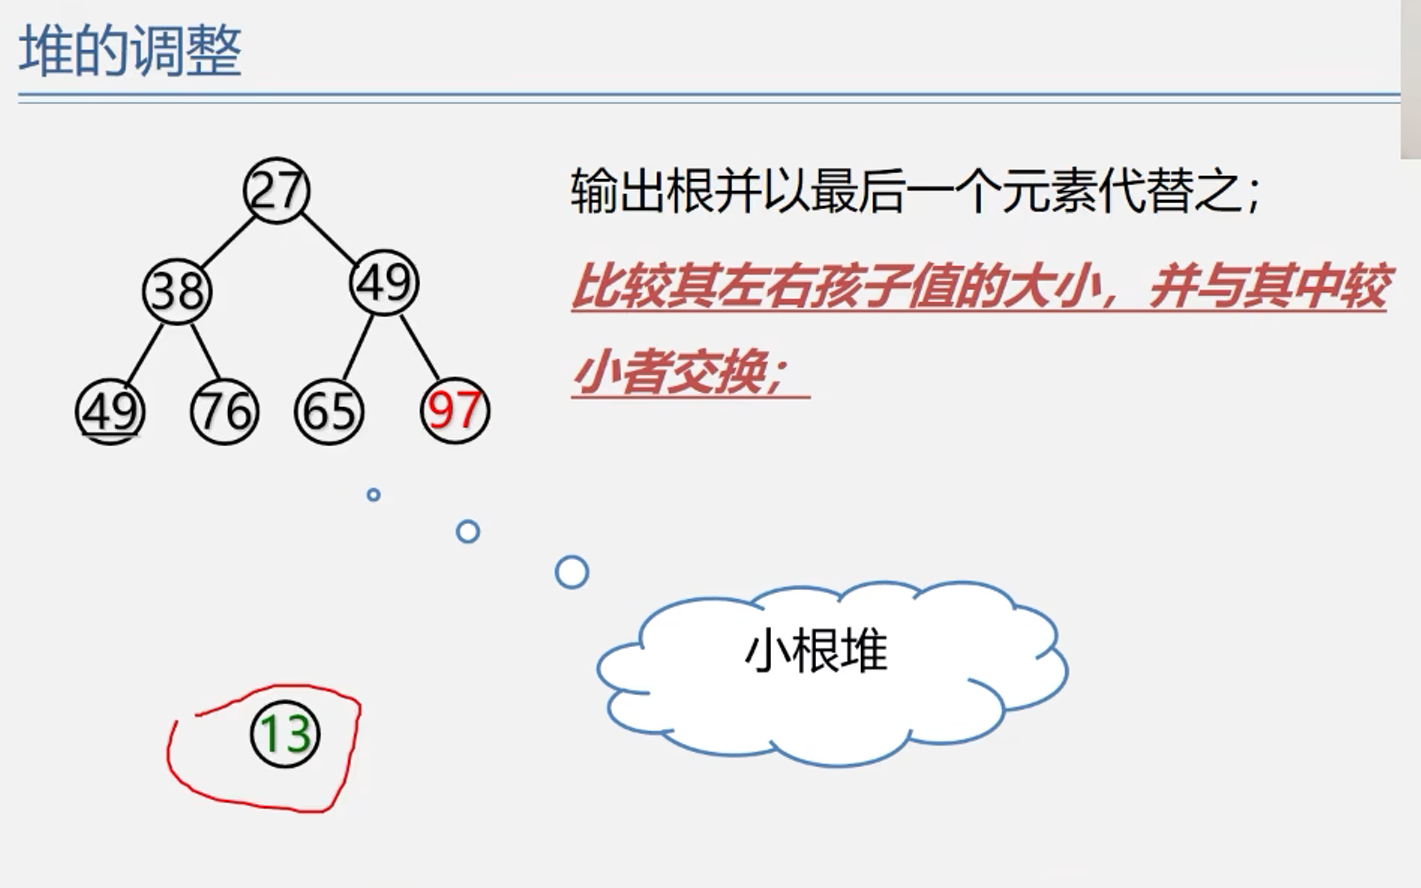 堆的调整
27
输出根并以最后一个元素代替之；
38 49
比较其左右孩子值的大小，并与其中较
小者交换；
49 76 65 97
小根堆
13